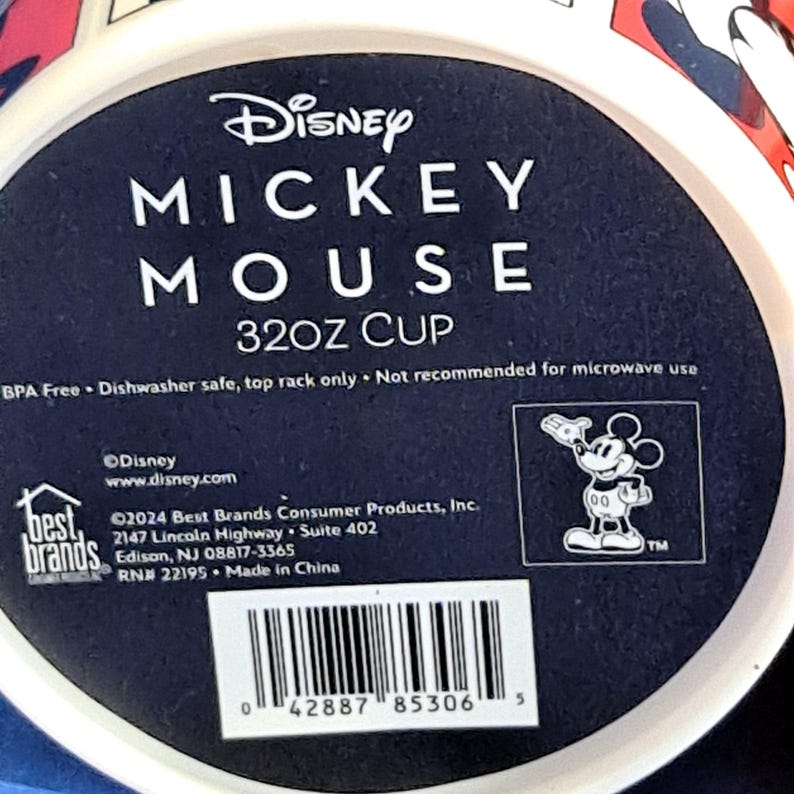 Disney
MICKEY
MOUSE
32OZ CUP
BPA Free • Dishwasher safe, top rack only • Not recommended for microwave use
©Disney
www.disney.com
best
brands
©2024 Best Brands Consumer Products, Inc.
2147 Lincoln Highway • Suite 402
Edison, NJ 08817-3365
RN# 22195 • Made in China
TM
0 42887 85306 5